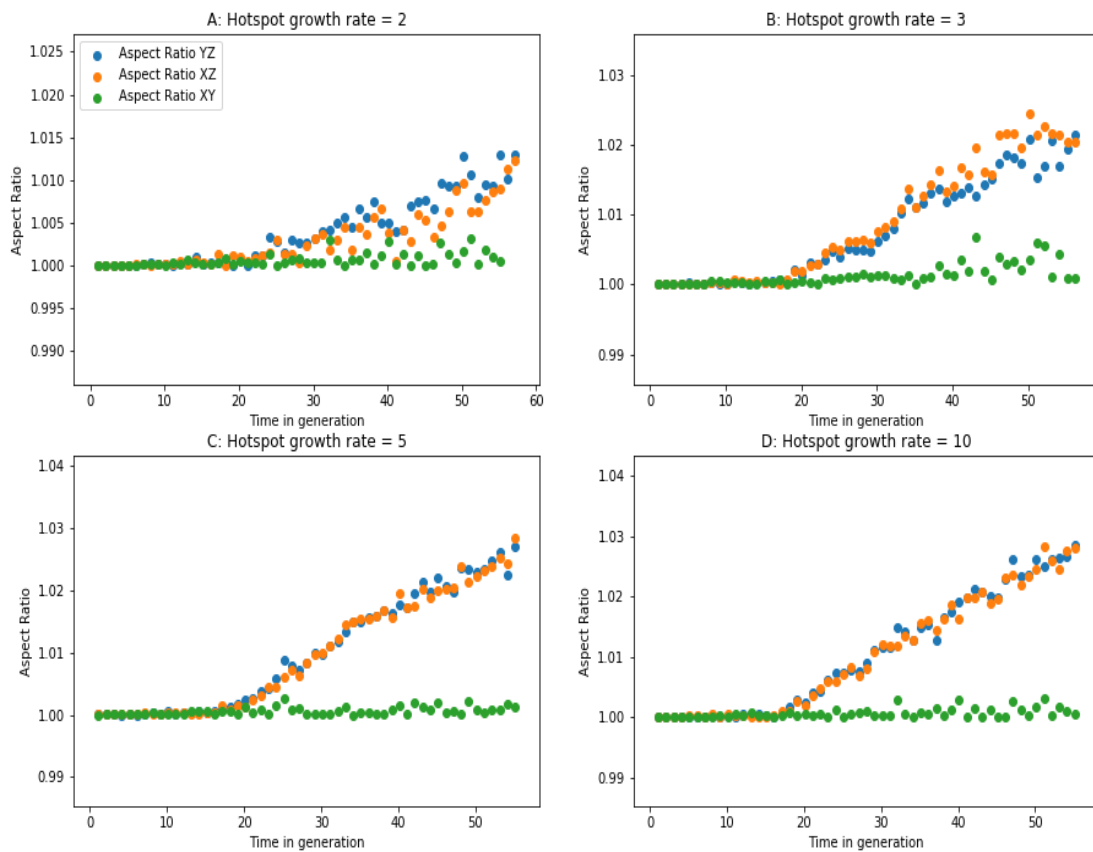 A: Hotspot growth rate = 2
Aspect Ratio YZ
Aspect Ratio XZ
Aspect Ratio XY
1.025
1.020
1.015
1.010
1.005
1.000
0.995
0.990
Aspect Ratio
0 10 20 30 40 50 60
Time in generation
B: Hotspot growth rate = 3
1.03
1.02
1.01
1.00
0.99
Aspect Ratio
0 10 20 30 40 50
Time in generation
C: Hotspot growth rate = 5
1.04
1.03
1.02
1.01
1.00
0.99
Aspect Ratio
0 10 20 30 40 50
Time in generation
D: Hotspot growth rate = 10
1.04
1.03
1.02
1.01
1.00
0.99
Aspect Ratio
0 10 20 30 40 50
Time in generation